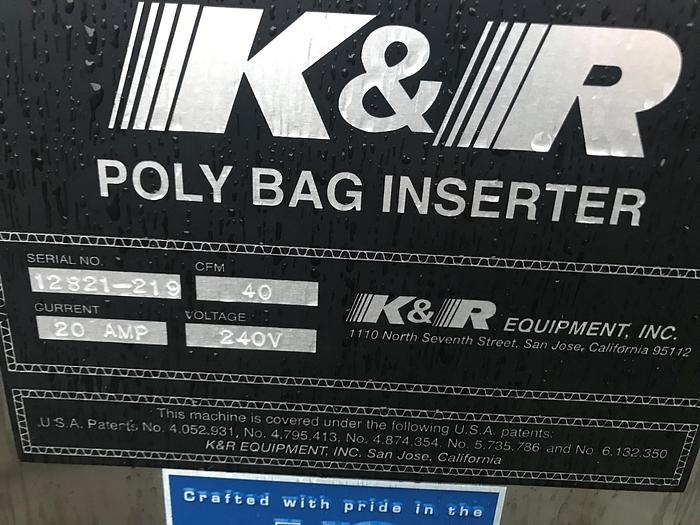 K&R
POLY BAG INSERTER
SERIAL NO. CFM
12821-219 40
CURRENT VOLTAGE
20 AMP 240V
K&R EQUIPMENT, INC.
1110 North Seventh Street, San Jose, California 95112
This machine is covered under the following U.S.A. patents:
U.S.A. Patents No. 4.052.931, No. 4.795.413. No. 4.874.354. No. 5.735.786 and No 6.132.350
K&R EQUIPMENT, INC. San Jose, California
Crafted with pride in the